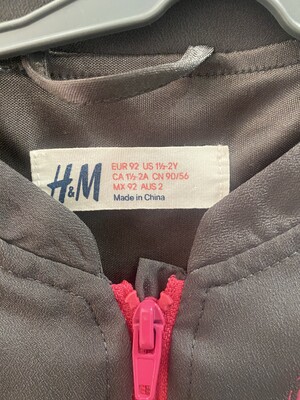 H&M
EUR 92 US 1½-2Y
CA 1½-2A CN 90/56
MX 92 AUS 2
Made in China